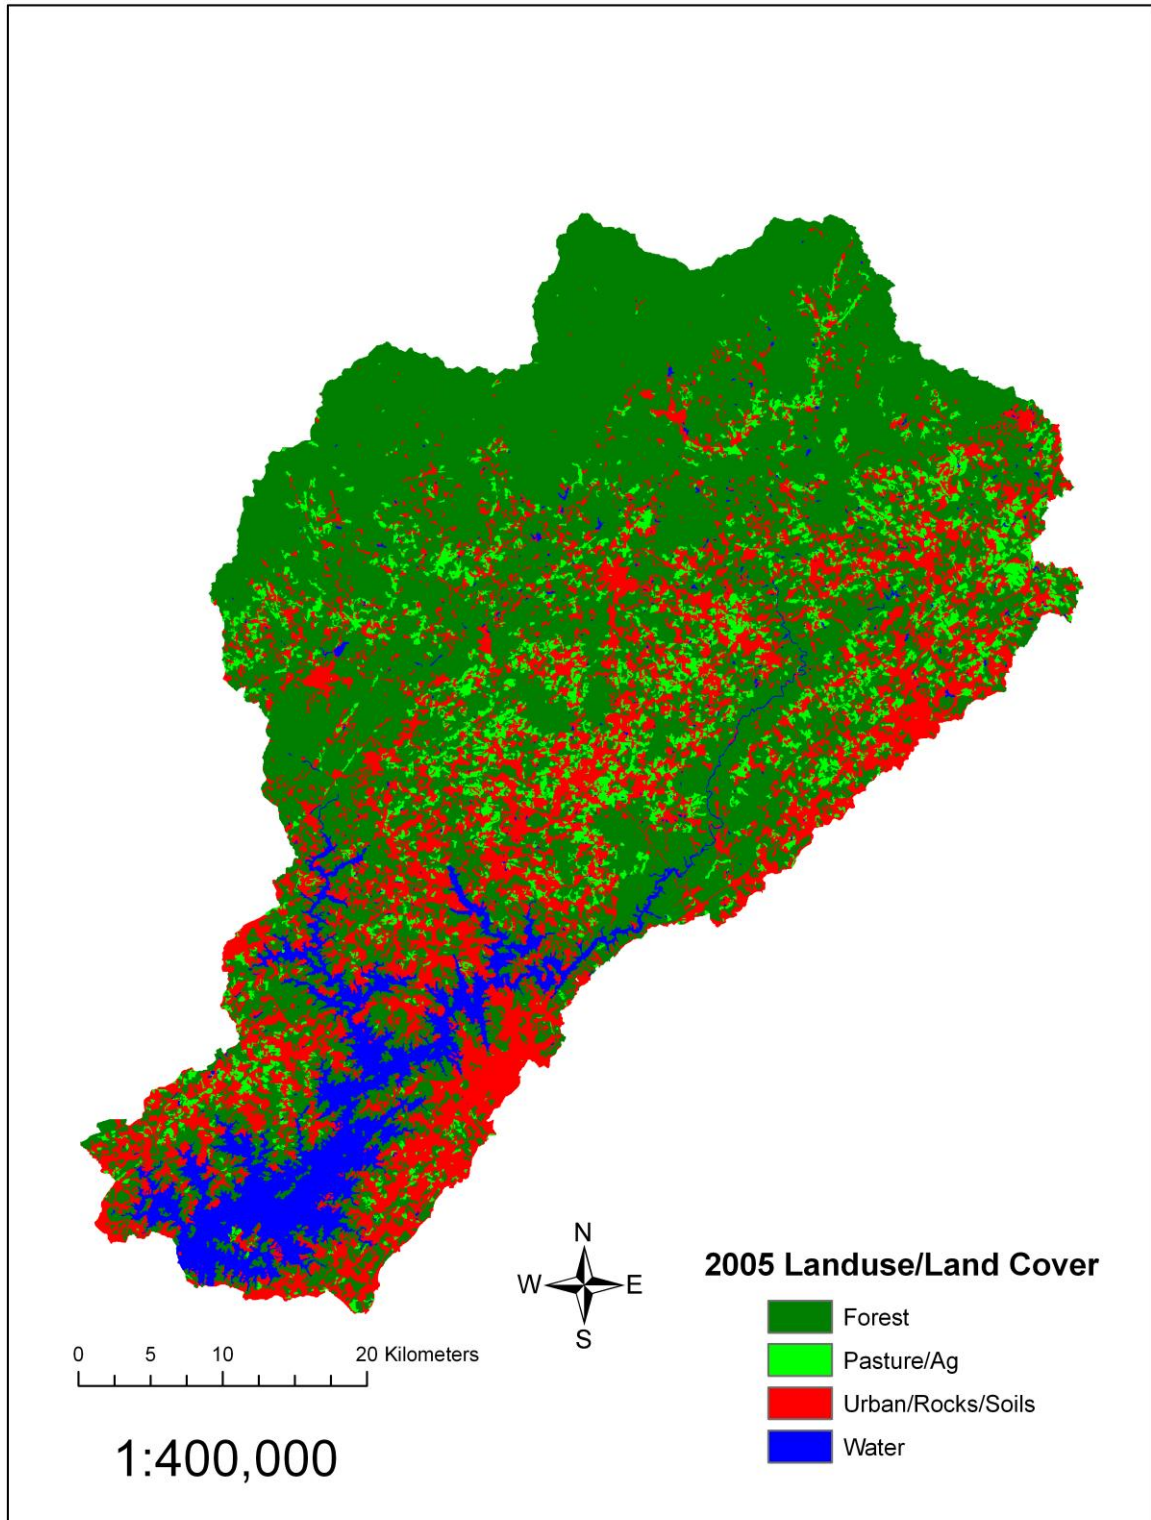 N
W E
S
2005 Landuse/Land Cover
Forest
Pasture/Ag
Urban/Rocks/Soils
Water
0 5 10 20 Kilometers
1:400,000